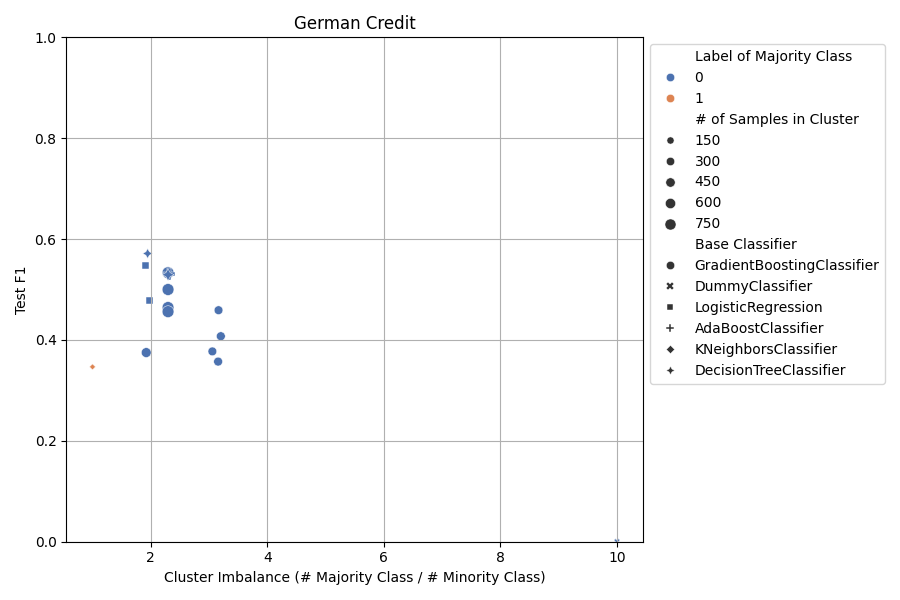 German Credit
1.0
0.8
0.6
0.4
0.2
0.0
Test F1
2
4
6
8
10
Cluster Imbalance (# Majority Class / # Minority Class)
Label of Majority Class
0
1
# of Samples in Cluster
150
300
450
600
750
Base Classifier
GradientBoostingClassifier
DummyClassifier
LogisticRegression
AdaBoostClassifier
KNeighborsClassifier
DecisionTreeClassifier